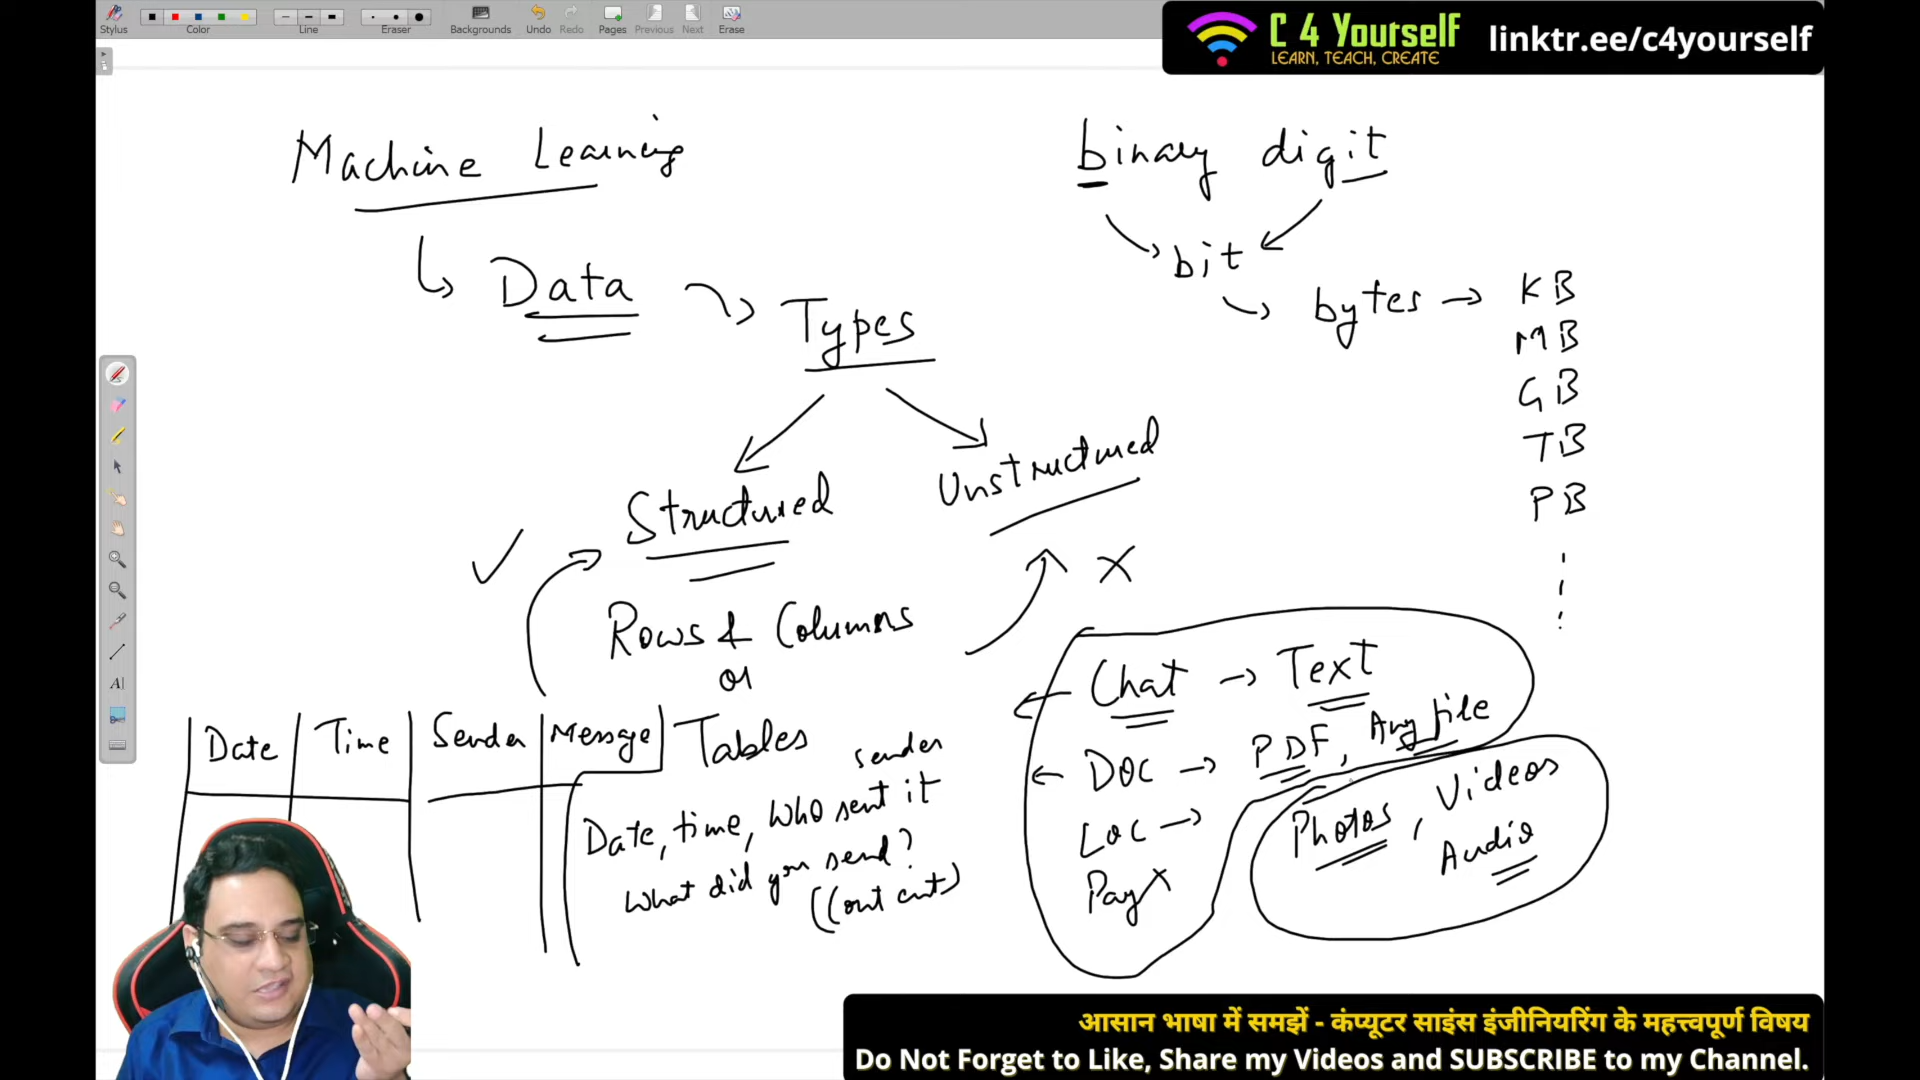 Stylus
Color
Line
Eraser
Backgrounds
Undo
Redo
Pages
Previous
Next
Erase
C 4 Yourself
LEARN, TEACH, CREATE
linktr.ee/c4yourself
Machine Learning
Data
Types
Structured
Unstructured
Rows & Columns
or
Tables
Date Time Sender Message
sender
Date, time, Who sent it
What did you send?
binary digit
bit
bytes → KB
MB
GB
TB
PB
Chat → Text
DOC → PDF, Any file
LOC →
Pay
Photos, Videos
Audio
आसान भाषा में समझें - कंप्यूटर साइंस इंजीनियरिंग के महत्त्वपूर्ण विषय
Do Not Forget to Like, Share my Videos and SUBSCRIBE to my Channel.